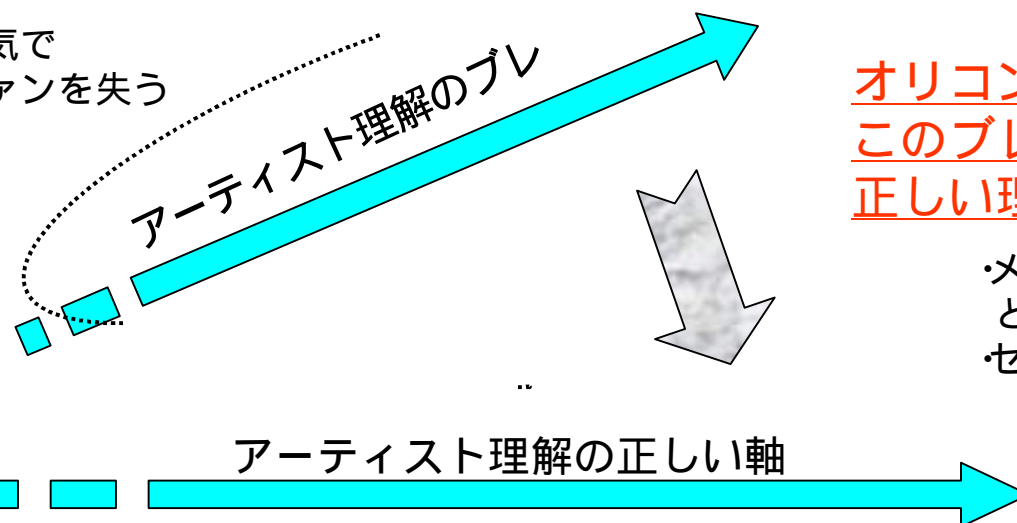 気で
ァンを失う
アーティスト理解のブレ
オリコン
このブレ
正しい理
・メ
と
・セ
アーティスト理解の正しい軸